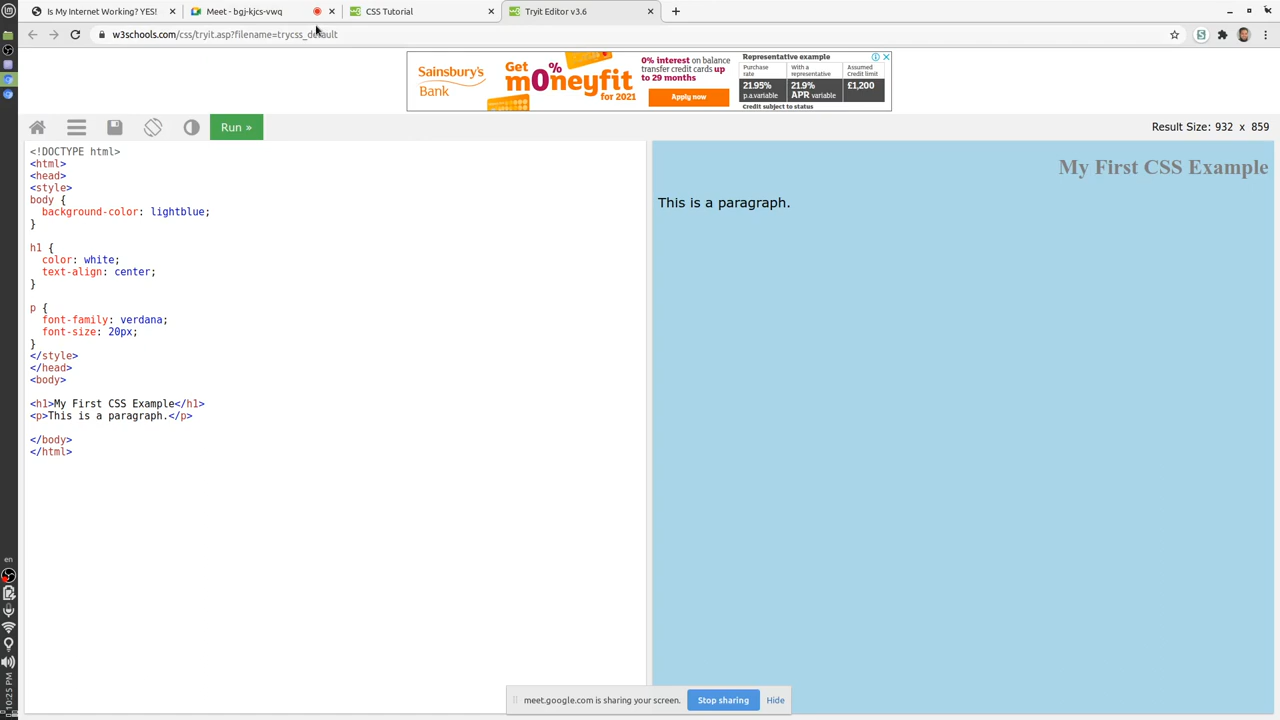 Is My Internet Working? YES!
Meet - bgj-kjcs-vwq
CSS Tutorial
Tryit Editor v3.6
w3schools.com/css/tryit.asp?filename=trycss_default
Sainsbury's
Bank
Get
0%
m0neyfit
for 2021
0% interest on balance
transfer credit cards up
to 29 months
Apply now
Representative example
Purchase
rate
With a
representative
Assumed
Credit limit
21.95%
p.a.variable
21.9%
APR variable
£1,200
Credit subject to status
Run »
Result Size: 932 x 859
<!DOCTYPE html>
<html>
<head>
<style>
body {
  background-color: lightblue;
}
h1 {
  color: white;
  text-align: center;
}
p {
  font-family: verdana;
  font-size: 20px;
}
</style>
</head>
<body>
<h1>My First CSS Example</h1>
<p>This is a paragraph.</p>
</body>
</html>
My First CSS Example
This is a paragraph.
en
10:25 PM
meet.google.com is sharing your screen.
Stop sharing
Hide